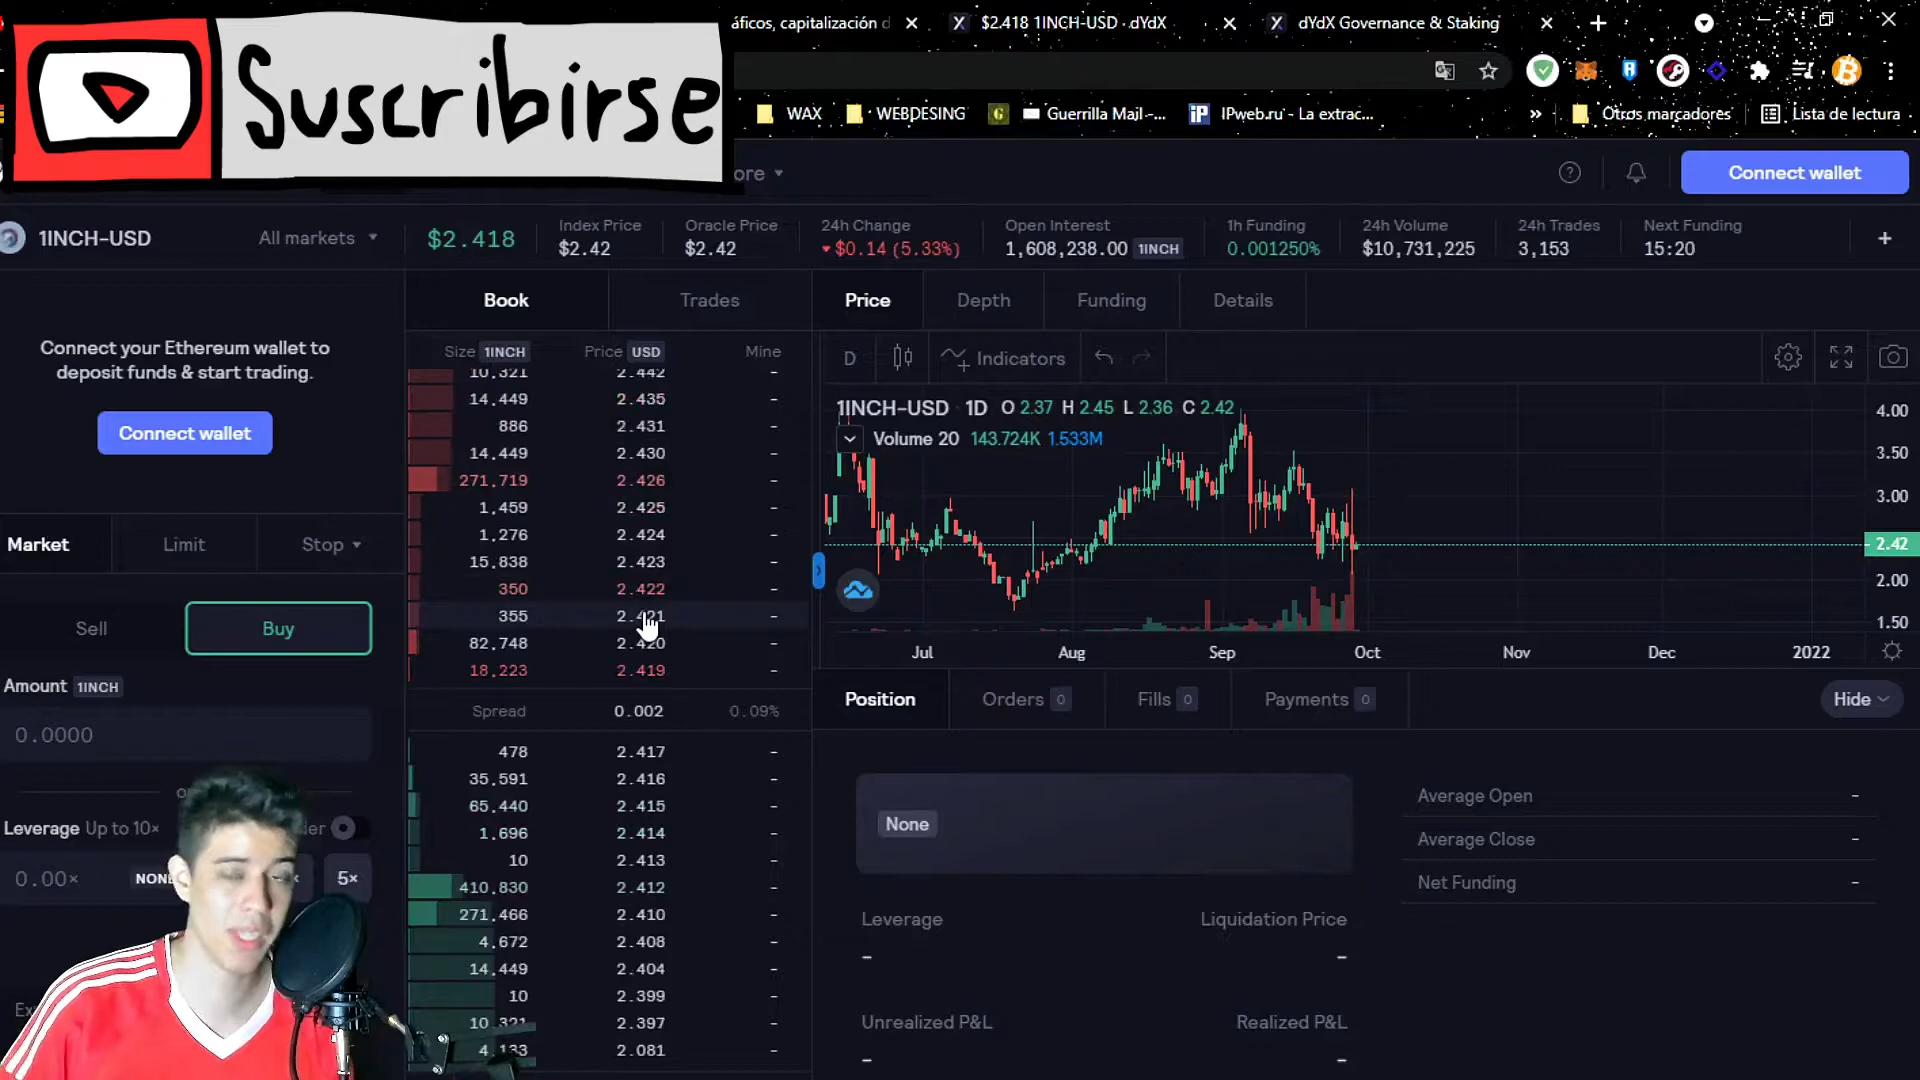 Suscribirse
áficos, capitalización d
$2.418 1INCH-USD · dYdX
dYdX Governance & Staking
WAX
WEBDESING
Guerrilla Mail -...
IPweb.ru - La extrac...
»
Otros marcadores
Lista de lectura
ore
Connect wallet
1INCH-USD
All markets
$2.418
Index Price
$2.42
Oracle Price
$2.42
24h Change
$0.14 (5.33%)
Open Interest
1,608,238.00 1INCH
1h Funding
0.001250%
24h Volume
$10,731,225
24h Trades
3,153
Next Funding
15:20
Connect your Ethereum wallet to
deposit funds & start trading.
Connect wallet
Market
Limit
Stop
Sell
Buy
Amount 1INCH
0.0000
Leverage Up to 10×
0.00×
5×
Book
Trades
Size 1INCH Price USD Mine
10,321 2.442 -
14,449 2.435 -
886 2.431 -
14,449 2.430 -
271,719 2.426 -
1,459 2.425 -
1,276 2.424 -
15,838 2.423 -
350 2.422 -
355 2.421 -
82,748 2.420 -
18,223 2.419 -
Spread 0.002 0.09%
478 2.417 -
35,591 2.416 -
65,440 2.415 -
1,696 2.414 -
10 2.413 -
410,830 2.412 -
271,466 2.410 -
4,672 2.408 -
14,449 2.404 -
10 2.399 -
10,321 2.397 -
4,133 2.081 -
Price
Depth
Funding
Details
D
Indicators
1INCH-USD · 1D O 2.37 H 2.45 L 2.36 C 2.42
Volume 20 143.724K 1.533M
4.00
3.50
3.00
2.42
2.00
1.50
Jul Aug Sep Oct Nov Dec 2022
Position
Orders 0
Fills 0
Payments 0
Hide
None
Average Open -
Average Close -
Net Funding -
Leverage
-
Liquidation Price
-
Unrealized P&L
-
Realized P&L
-